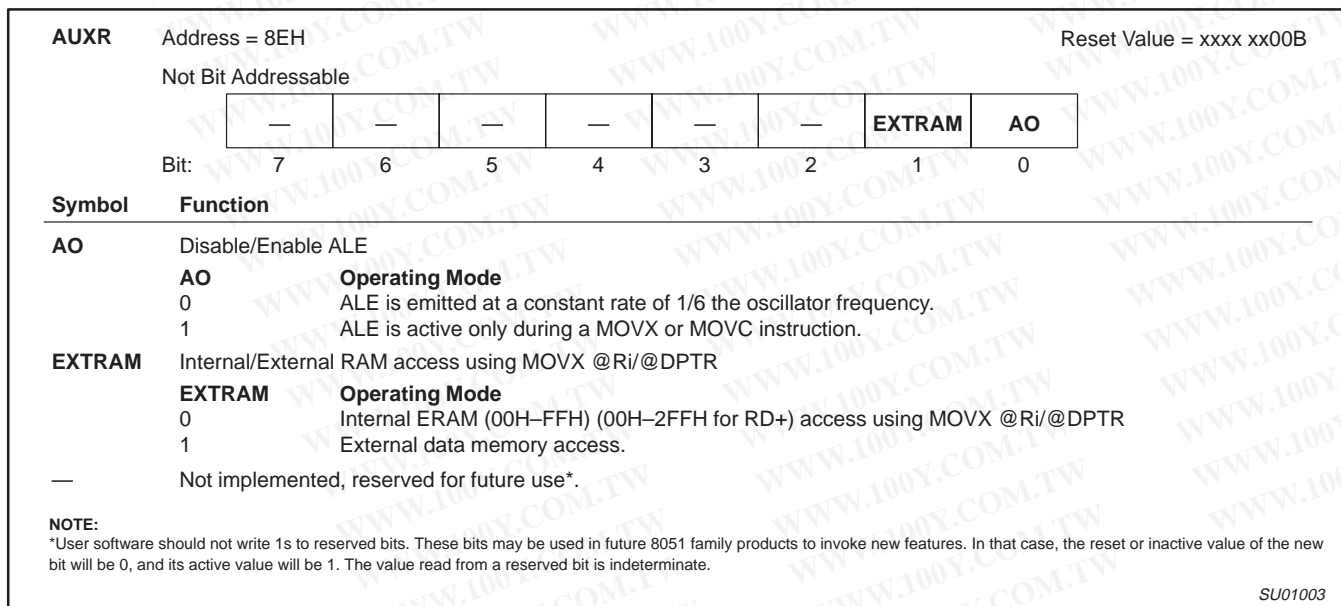 AUXR Address = 8EH Reset Value = xxxx xx00B
Not Bit Addressable
— — — — — — EXTRAM AO
Bit: 7 6 5 4 3 2 1 0
Symbol Function
AO Disable/Enable ALE
AO Operating Mode
0 ALE is emitted at a constant rate of 1/6 the oscillator frequency.
1 ALE is active only during a MOVX or MOVC instruction.
EXTRAM Internal/External RAM access using MOVX @Ri/@DPTR
EXTRAM Operating Mode
0 Internal ERAM (00H–FFH) (00H–2FFH for RD+) access using MOVX @Ri/@DPTR
1 External data memory access.
— Not implemented, reserved for future use*.
NOTE:
*User software should not write 1s to reserved bits. These bits may be used in future 8051 family products to invoke new features. In that case, the reset or inactive value of the new
bit will be 0, and its active value will be 1. The value read from a reserved bit is indeterminate.
SU01003
WWW.100Y.COM.TW